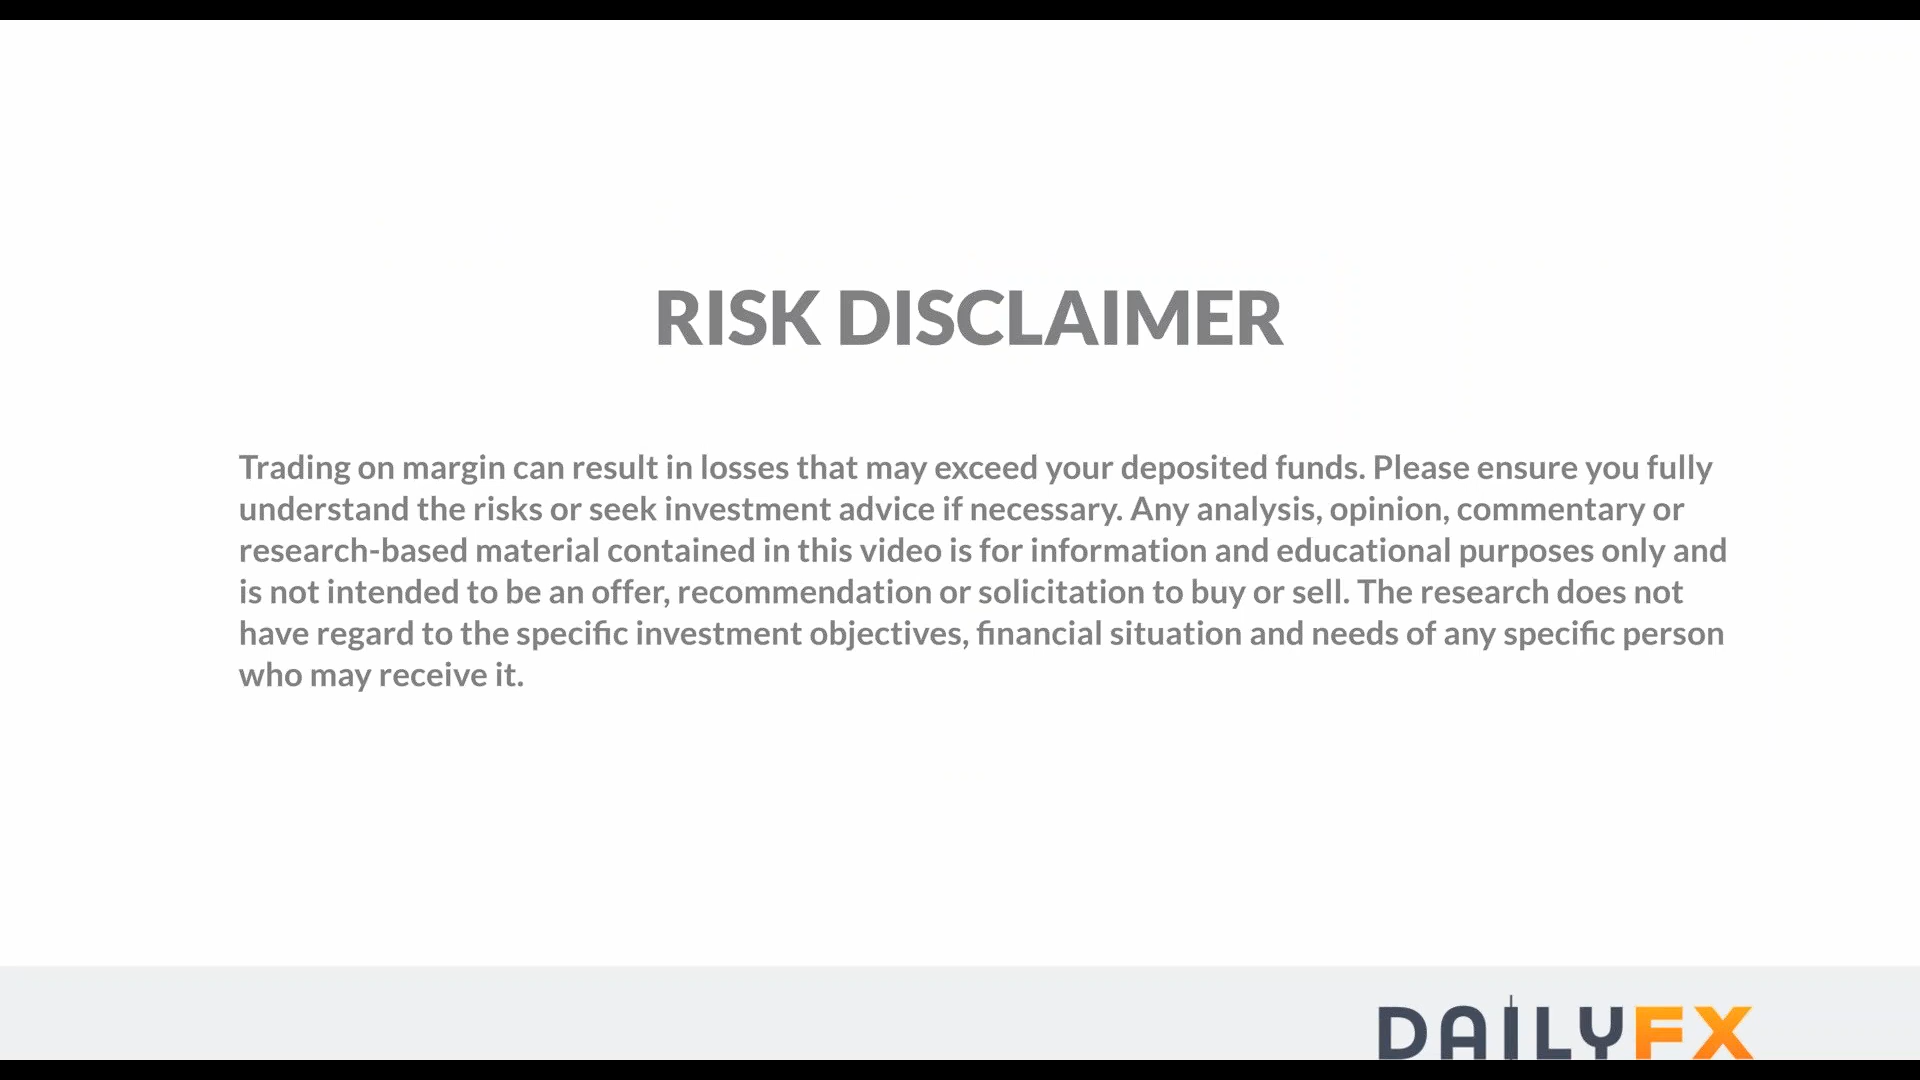 RISK DISCLAIMER
Trading on margin can result in losses that may exceed your deposited funds. Please ensure you fully
understand the risks or seek investment advice if necessary. Any analysis, opinion, commentary or
research-based material contained in this video is for information and educational purposes only and
is not intended to be an offer, recommendation or solicitation to buy or sell. The research does not
have regard to the specific investment objectives, financial situation and needs of any specific person
who may receive it.
DAILYFX